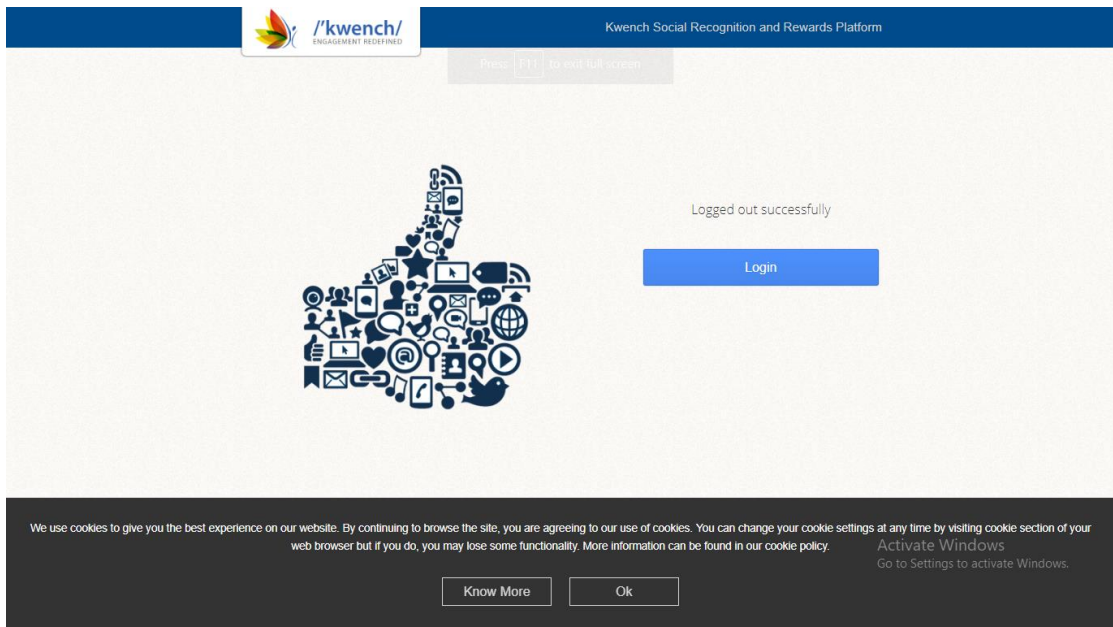 /'kwench/
ENGAGEMENT REDEFINED
Kwench Social Recognition and Rewards Platform
Press F11 to exit full screen
Logged out successfully
Login
We use cookies to give you the best experience on our website. By continuing to browse the site, you are agreeing to our use of cookies. You can change your cookie settings at any time by visiting cookie section of your
web browser but if you do, you may lose some functionality. More information can be found in our cookie policy.
Activate Windows
Go to Settings to activate Windows.
Know More
Ok